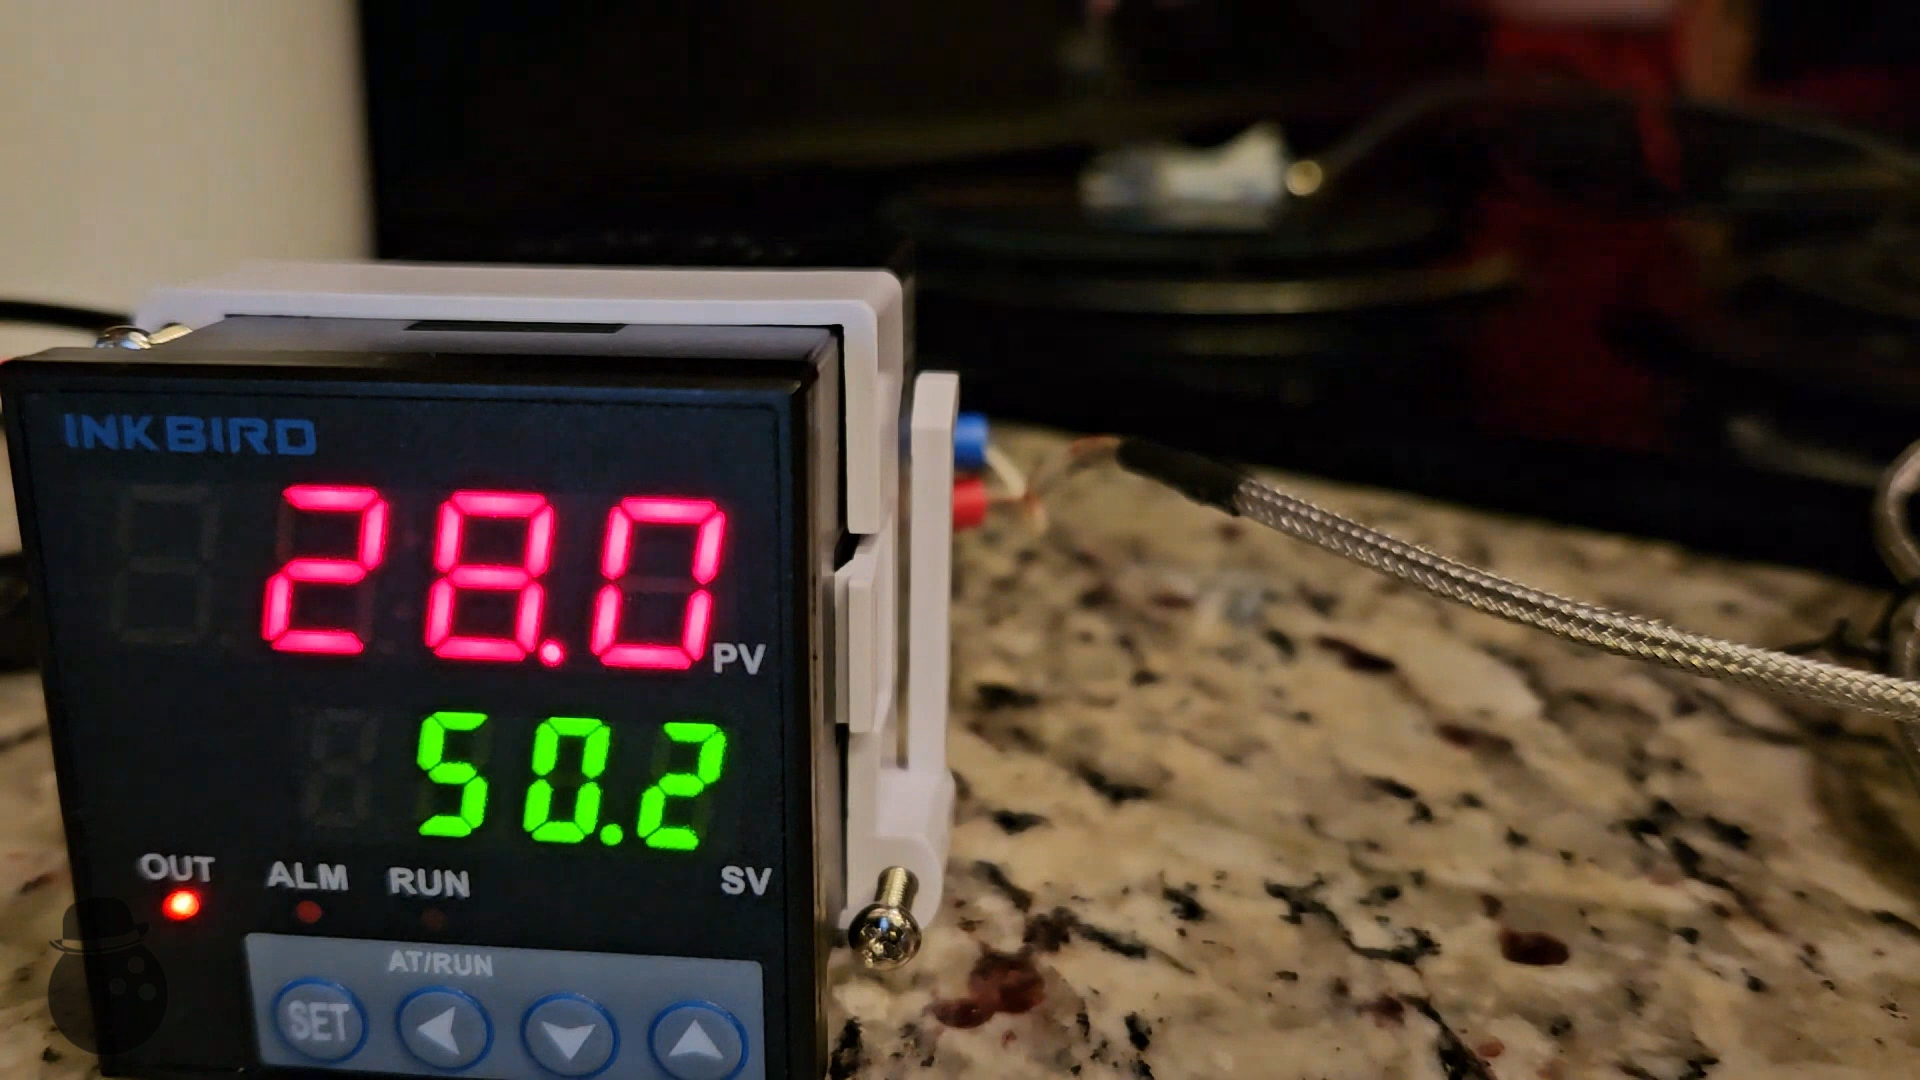 INKBIRD
28.0 PV
50.2 SV
OUT ALM RUN
AT/RUN
SET